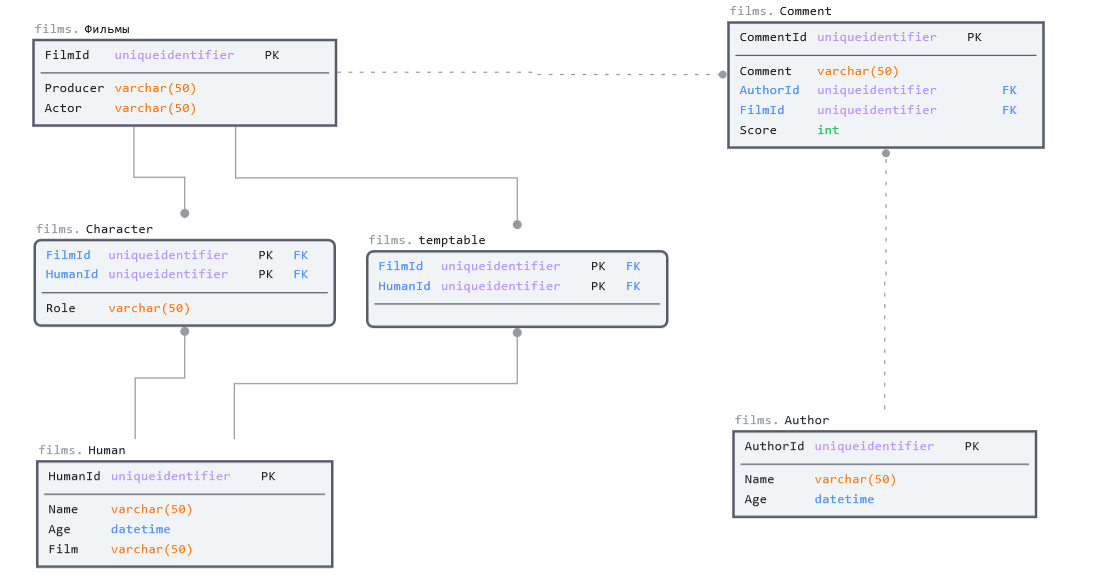 films. Фильмы
FilmId uniqueidentifier PK
Producer varchar(50)
Actor varchar(50)
films. Comment
CommentId uniqueidentifier PK
Comment varchar(50)
AuthorId uniqueidentifier FK
FilmId uniqueidentifier FK
Score int
films. Character
FilmId uniqueidentifier PK FK
HumanId uniqueidentifier PK FK
Role varchar(50)
films. temptable
FilmId uniqueidentifier PK FK
HumanId uniqueidentifier PK FK
films. Human
HumanId uniqueidentifier PK
Name varchar(50)
Age datetime
Film varchar(50)
films. Author
AuthorId uniqueidentifier PK
Name varchar(50)
Age datetime